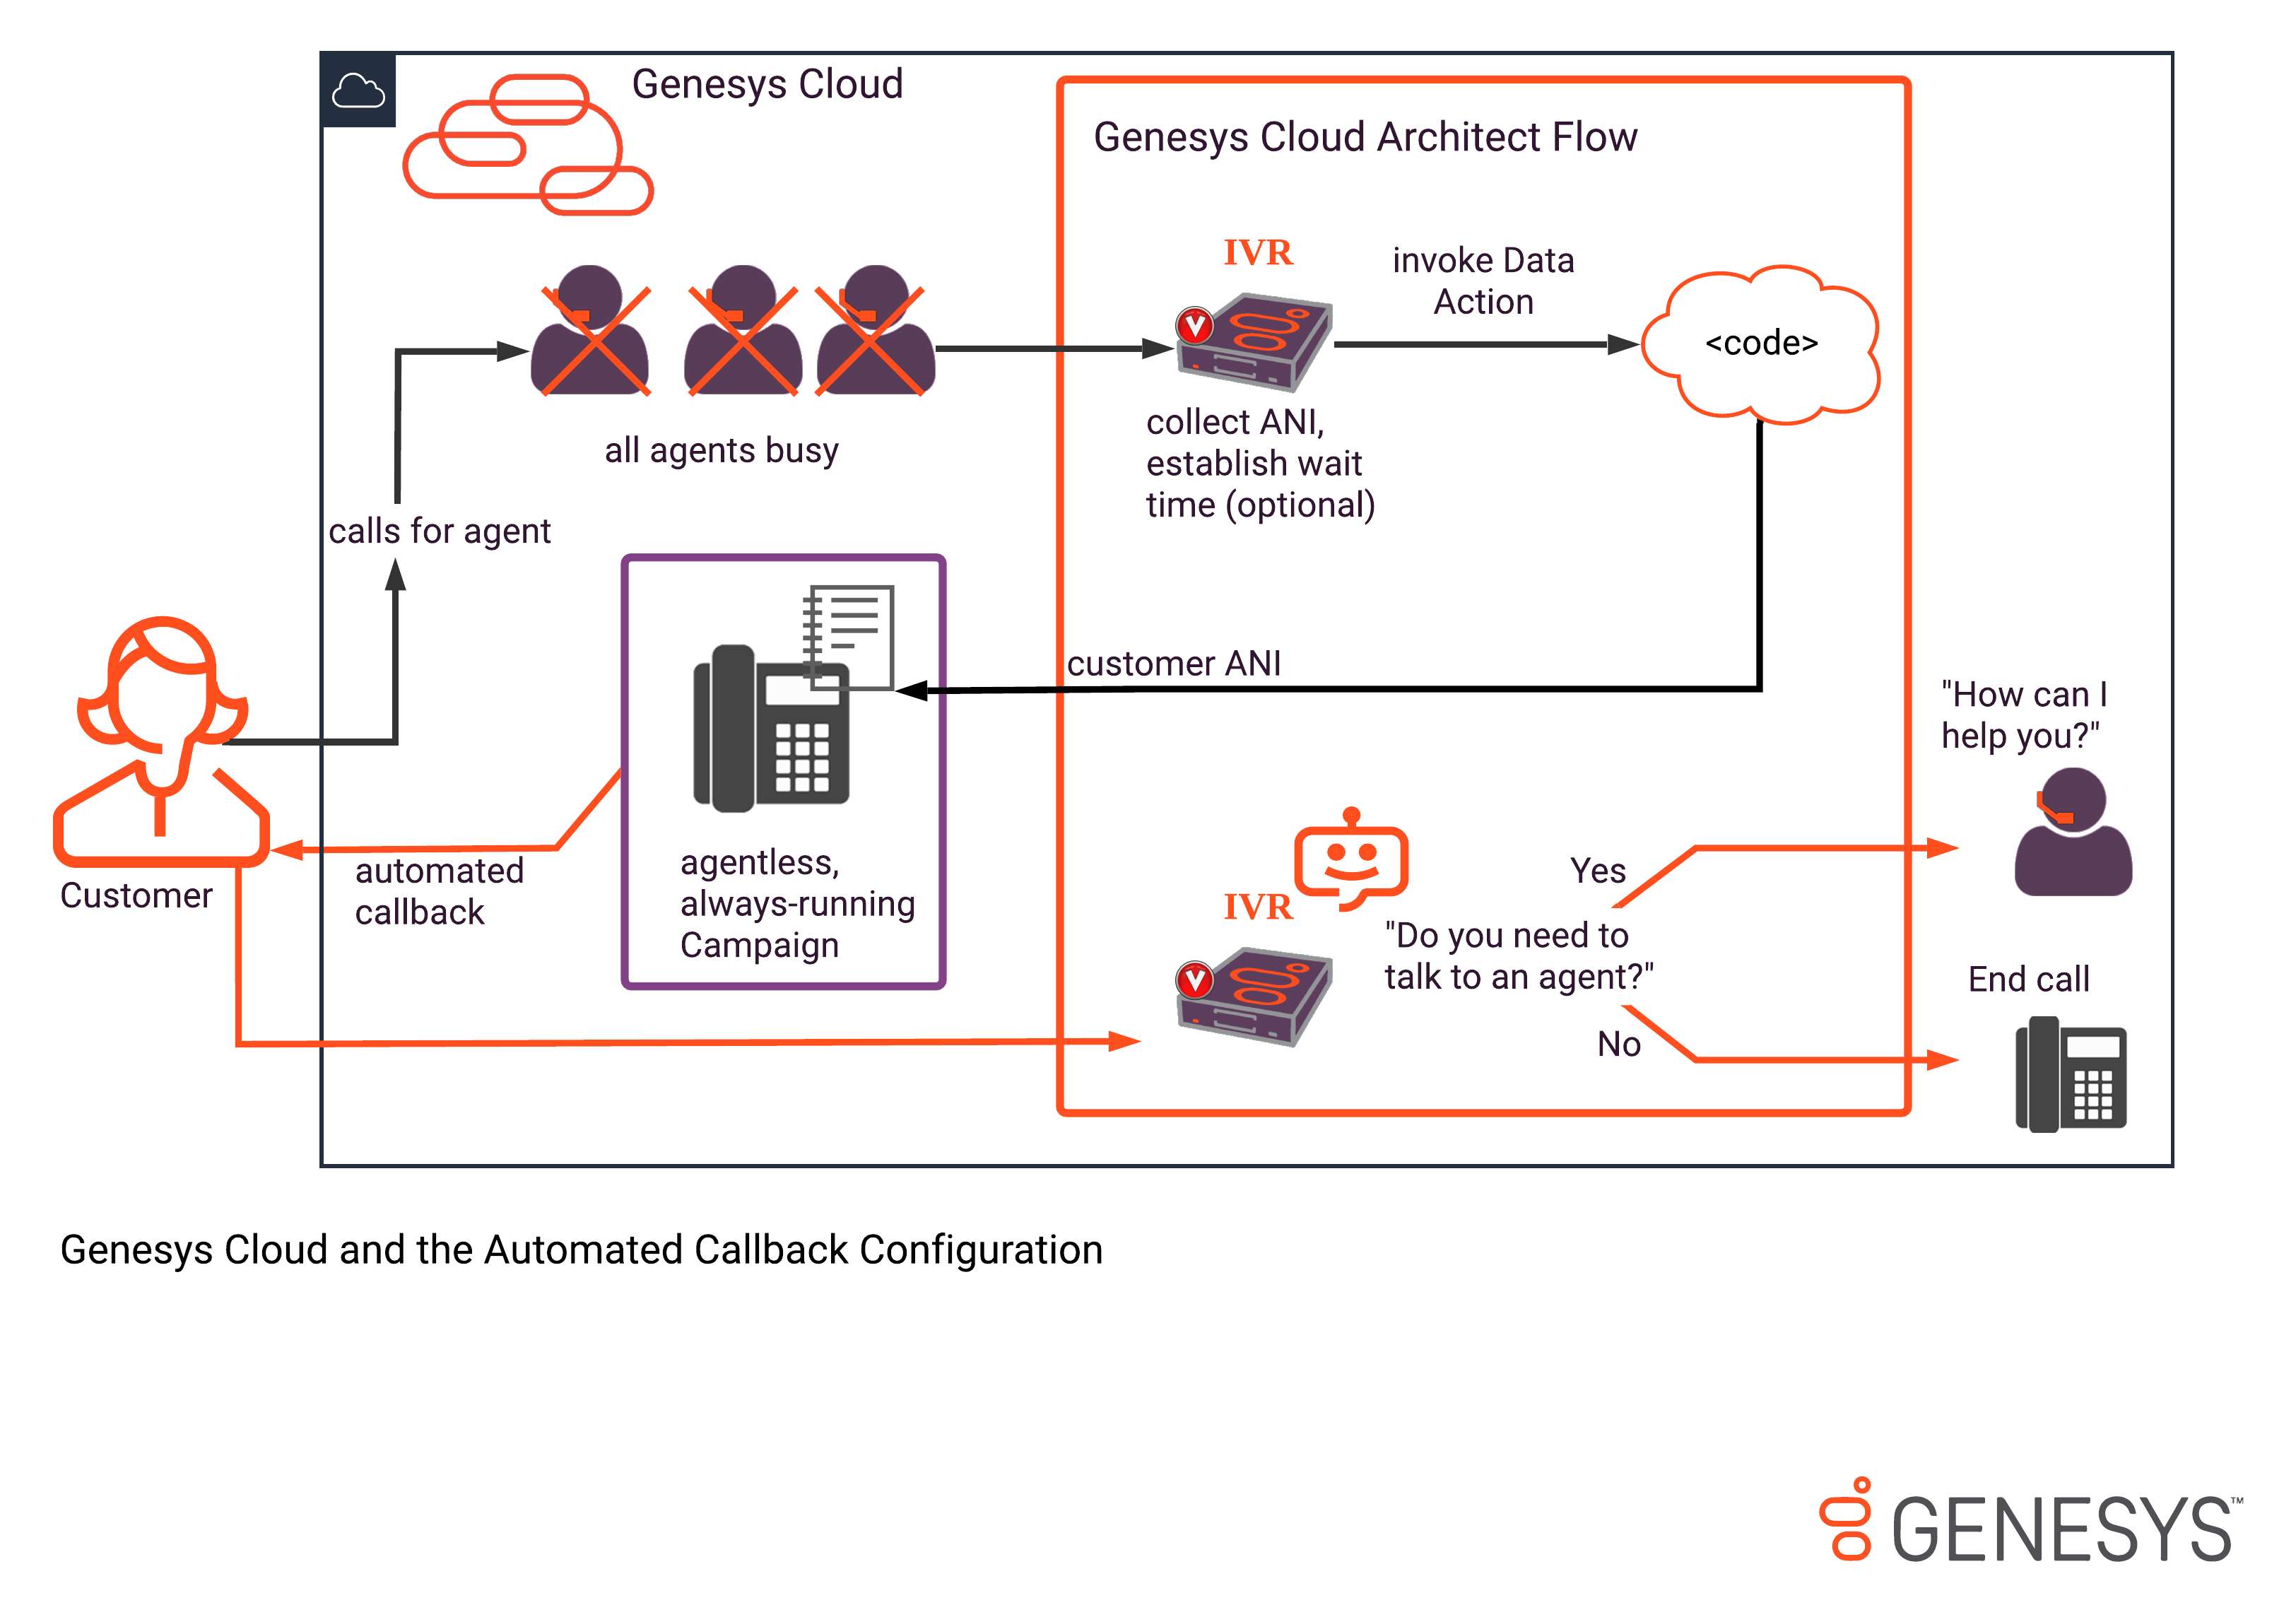 Genesys Cloud
Genesys Cloud Architect Flow
IVR
invoke Data
Action
<code>
collect ANI,
establish wait
time (optional)
all agents busy
calls for agent
customer ANI
"How can I
help you?"
Customer
automated
callback
agentless,
always-running
Campaign
IVR
Yes
"Do you need to
talk to an agent?"
No
End call
Genesys Cloud and the Automated Callback Configuration
GENESYS™